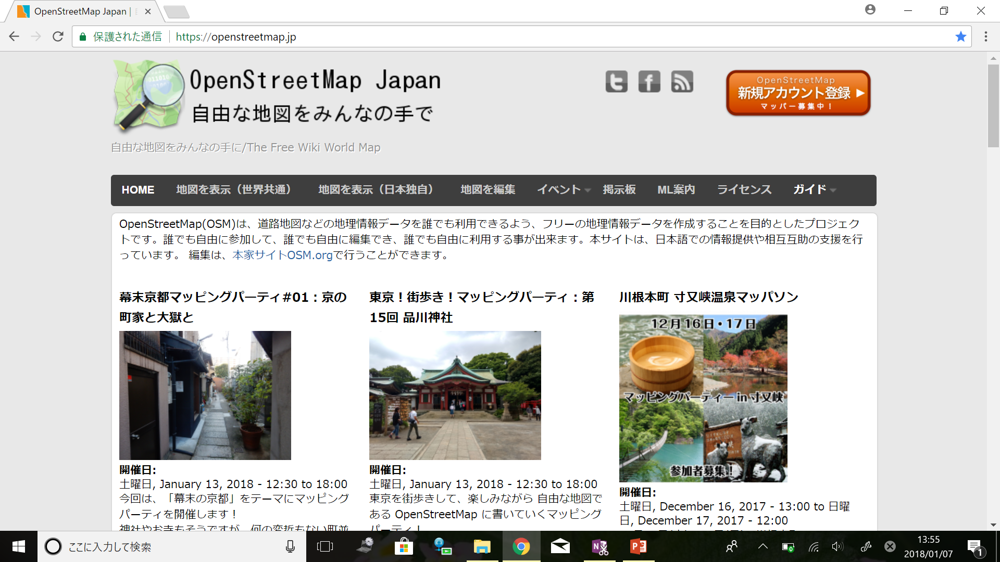 OpenStreetMap Japan |
保護された通信
https://openstreetmap.jp
OpenStreetMap Japan
自由な地図をみんなの手で
OpenStreetMap
新規アカウント登録
マッパー募集中！
自由な地図をみんなの手に/The Free Wiki World Map
HOME 地図を表示（世界共通） 地図を表示（日本独自） 地図を編集 イベント 掲示板 ML案内 ライセンス ガイド
OpenStreetMap(OSM)は、道路地図などの地理情報データを誰でも利用できるよう、フリーの地理情報データを作成することを目的としたプロジェク
トです。誰でも自由に参加して、誰でも自由に編集でき、誰でも自由に利用する事が出来ます。本サイトは、日本語での情報提供や相互互助の支援を行
っています。 編集は、本家サイトOSM.orgで行うことができます。
幕末京都マッピングパーティ#01：京の
町家と大獄と
開催日:
土曜日, January 13, 2018 - 12:30 to 18:00
今回は、「幕末の京都」をテーマにマッピング
パーティを開催します！
神社やお寺もそうですが、何の変哲もない町並
東京！街歩き！マッピングパーティ：第
15回 品川神社
開催日:
土曜日, January 13, 2018 - 12:30 to 18:00
東京を街歩きして、楽しみながら 自由な地図で
ある OpenStreetMap に書いていくマッピング
パーティ！
川根本町 寸又峡温泉マッパソン
12月16日・17日
マッピングパーティー in 寸又峡
参加者募集！
開催日:
土曜日, December 16, 2017 - 13:00 to 日曜
日, December 17, 2017 - 12:00
ここに入力して検索
13:55
2018/01/07
1